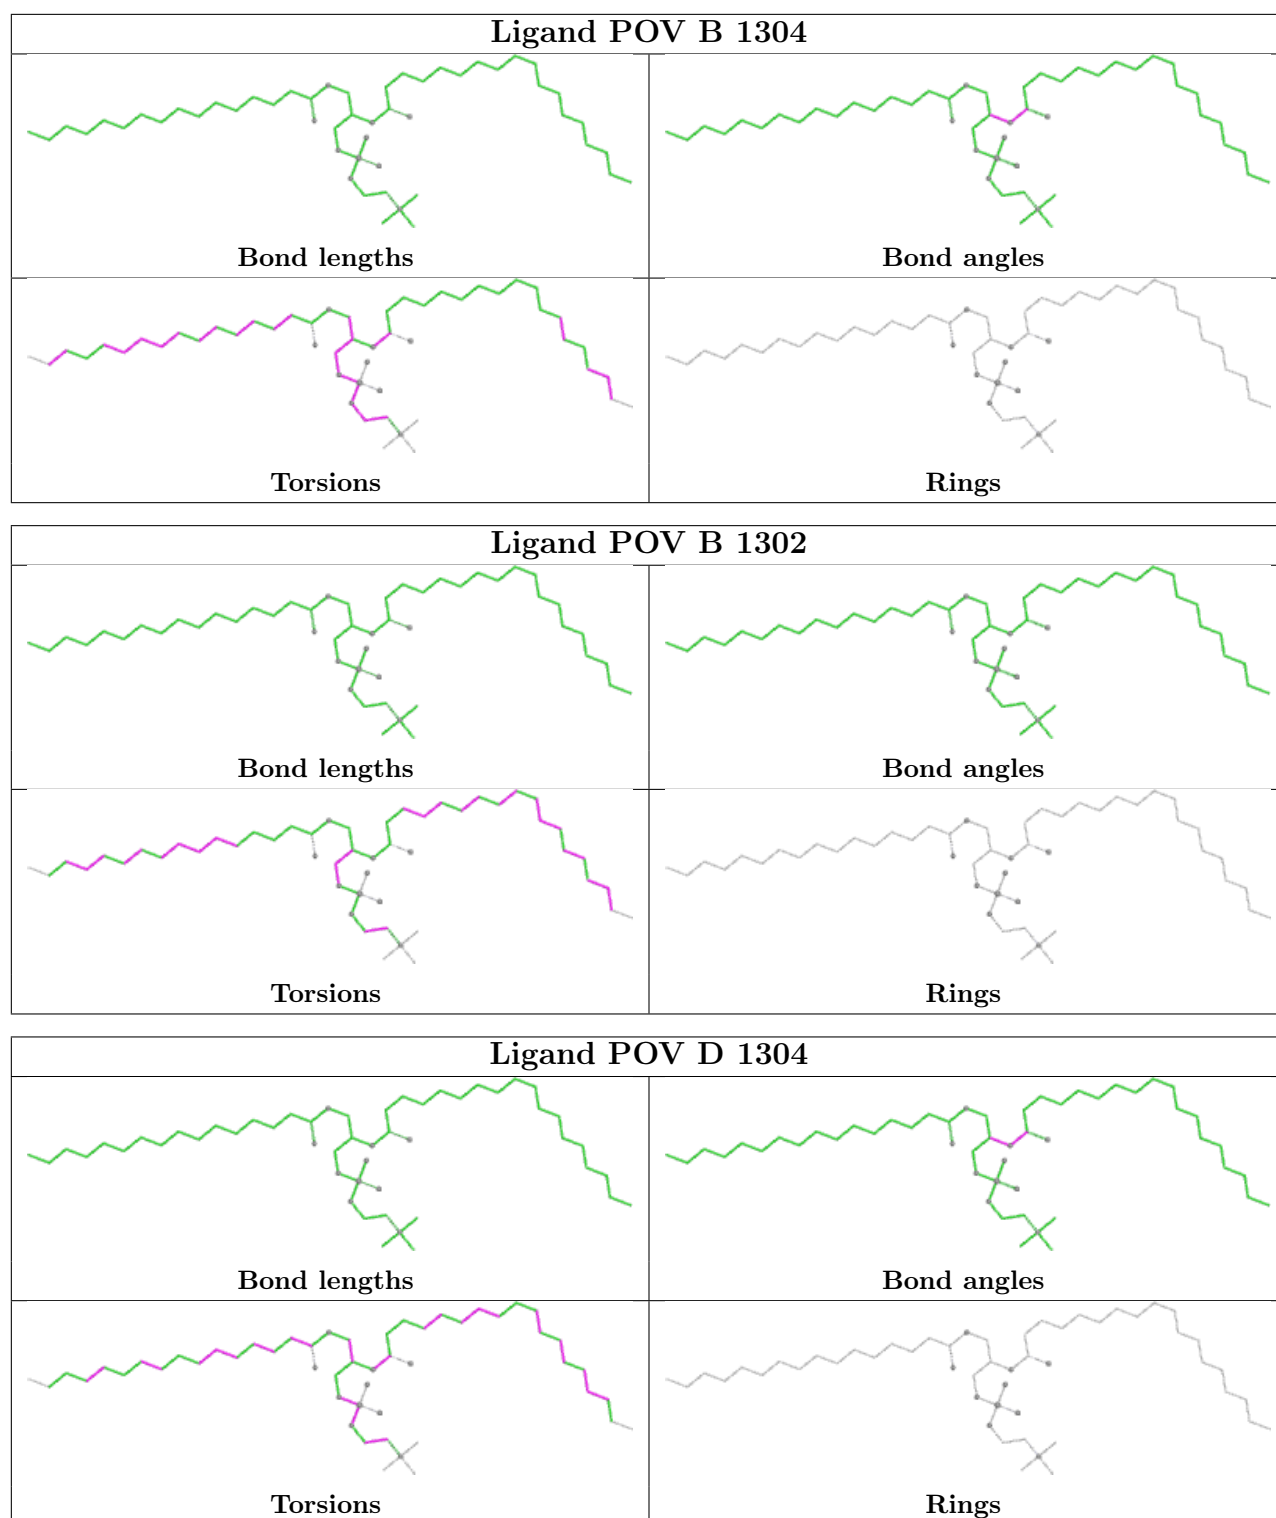 Ligand POV B 1304
Bond lengths
Bond angles
Torsions
Rings
Ligand POV B 1302
Bond lengths
Bond angles
Torsions
Rings
Ligand POV D 1304
Bond lengths
Bond angles
Torsions
Rings